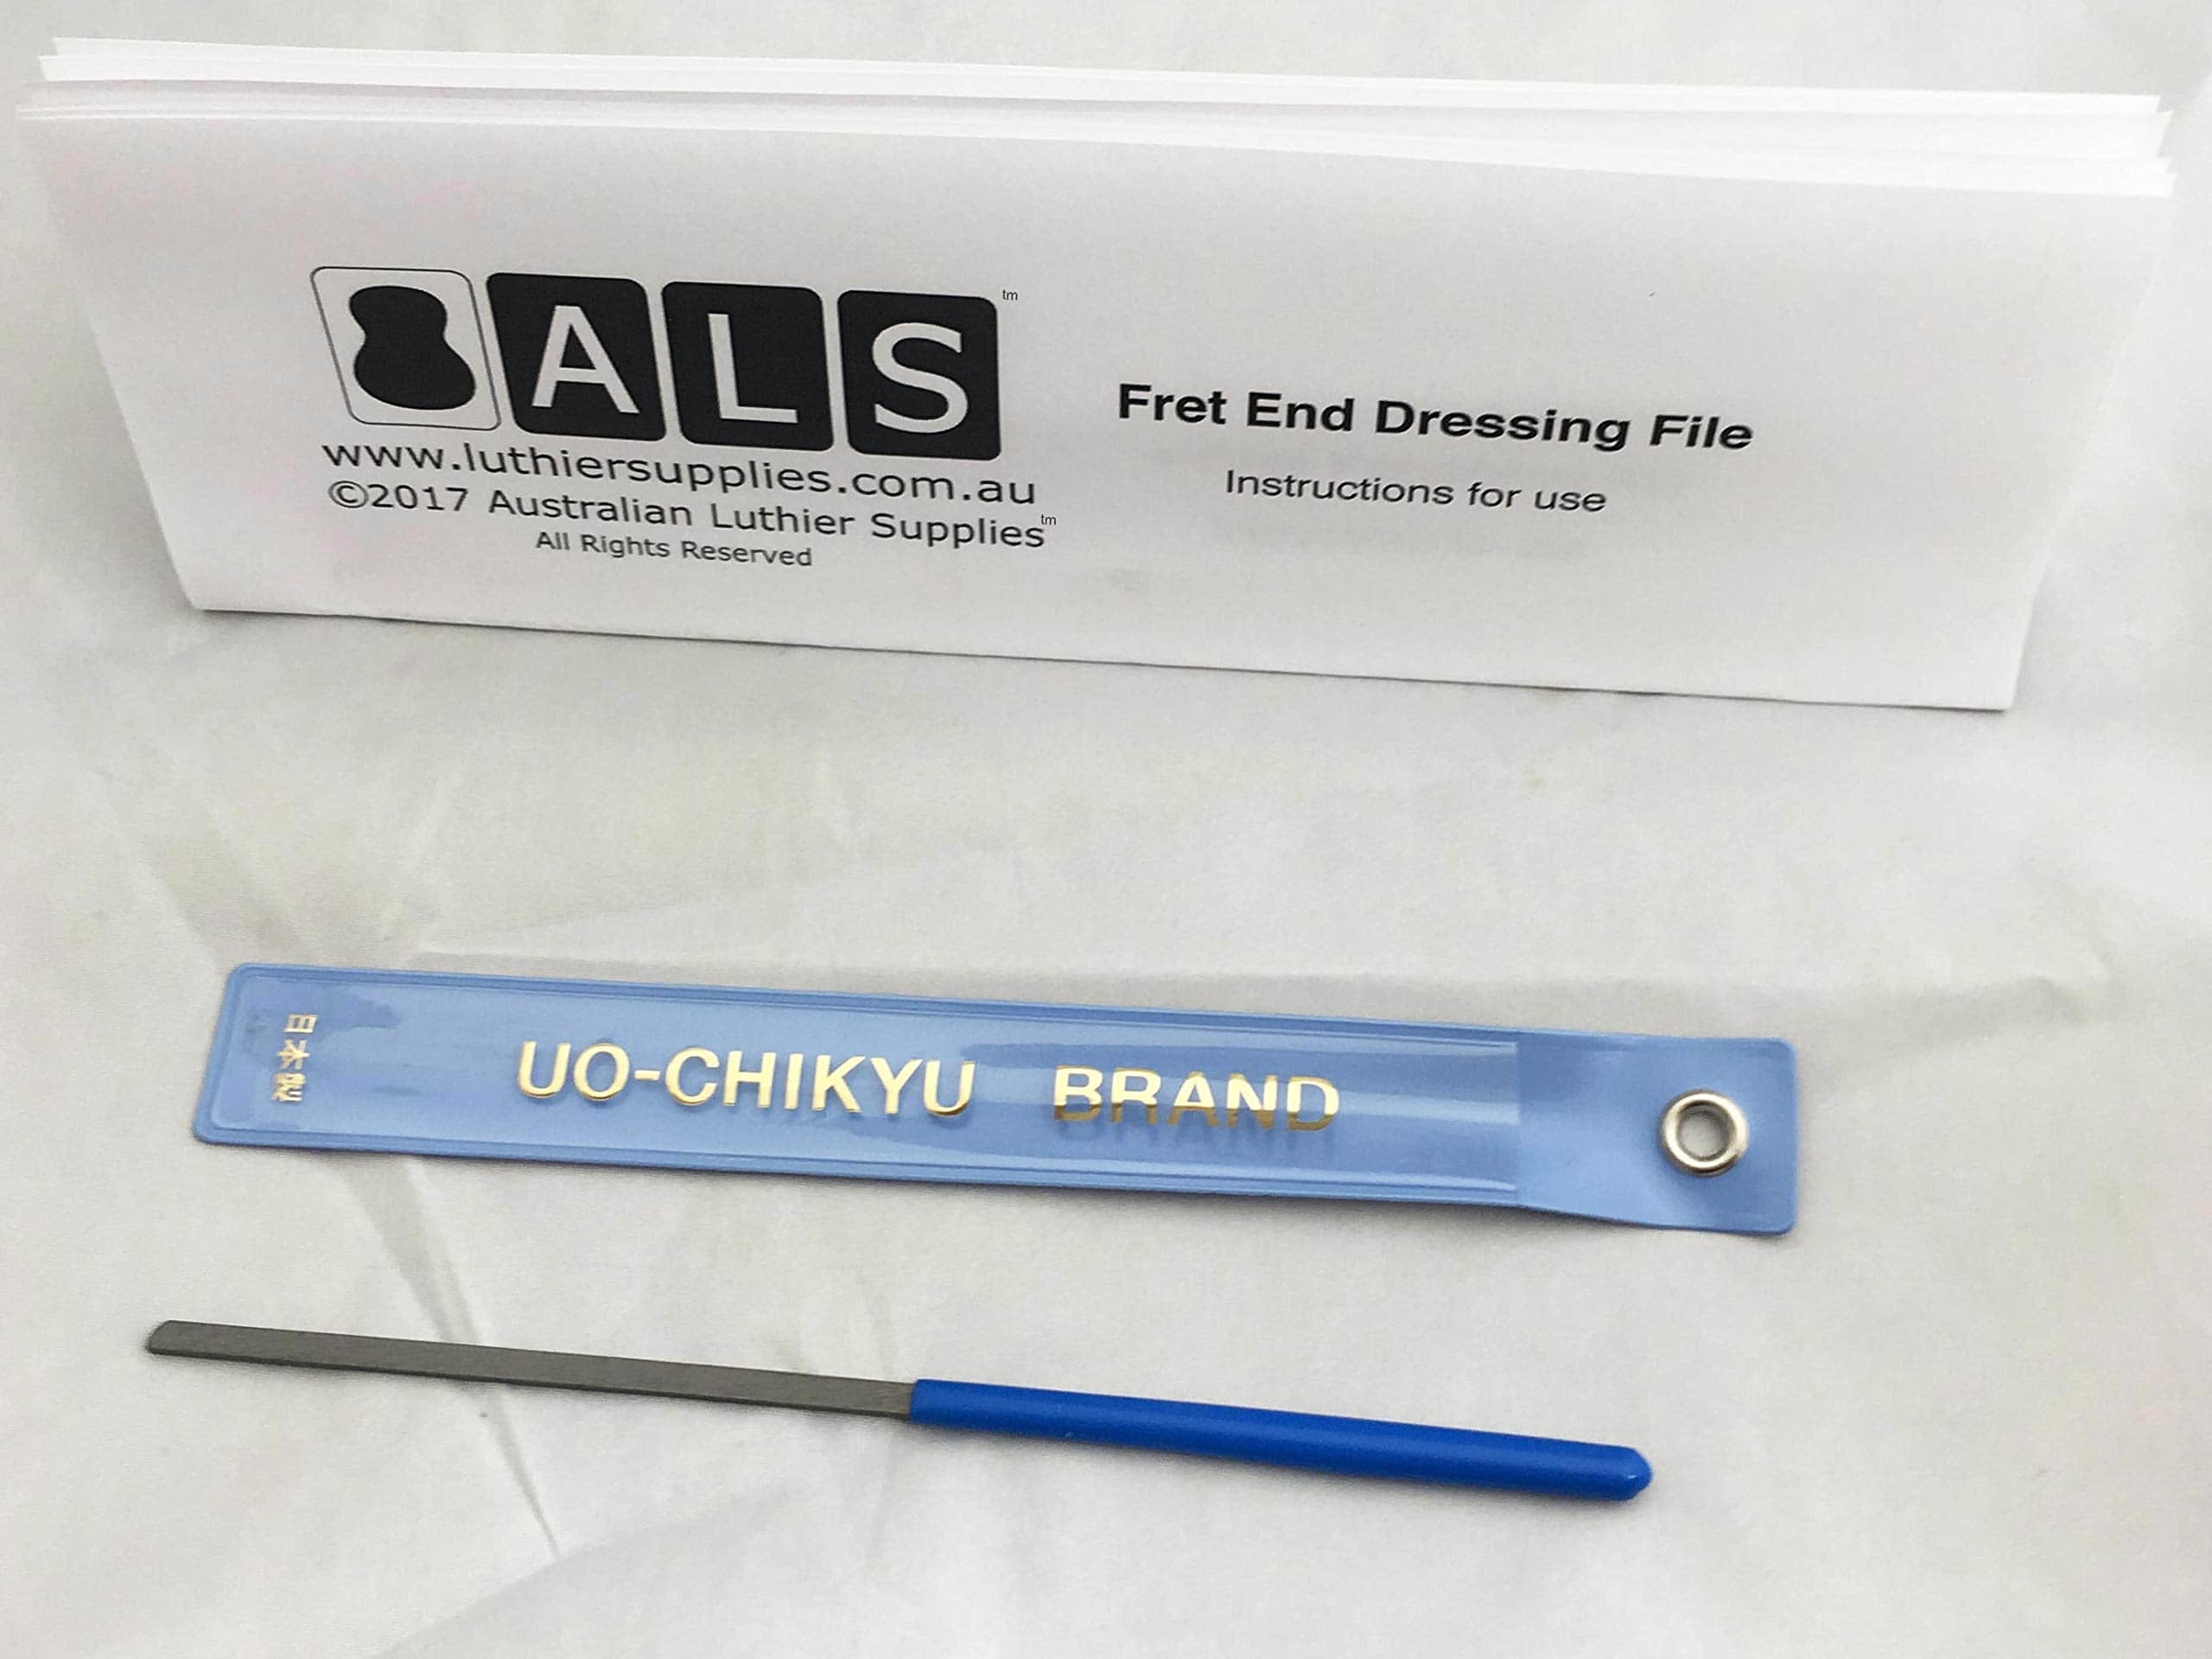 ALS tm
www.luthiersupplies.com.au
©2017 Australian Luthier Supplies tm
All Rights Reserved
Fret End Dressing File
Instructions for use
日本製
UO-CHIKYU BRAND